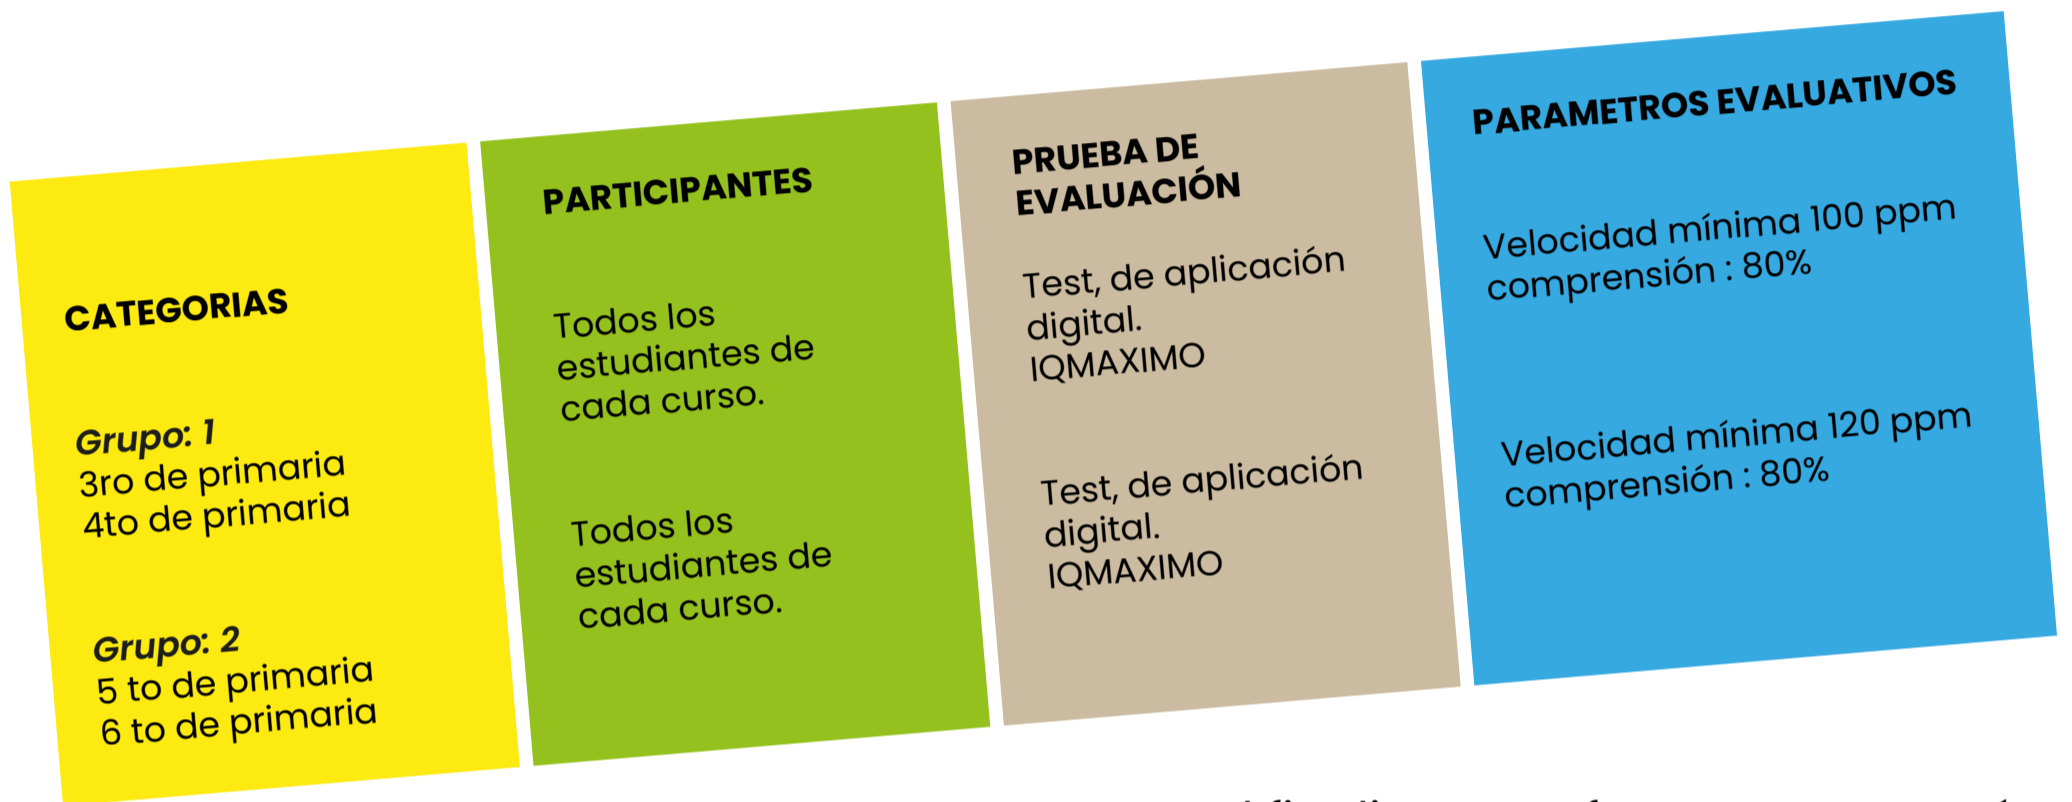 CATEGORIAS
Grupo: 1
3ro de primaria
4to de primaria
Grupo: 2
5 to de primaria
6 to de primaria
PARTICIPANTES
Todos los
estudiantes de
cada curso.
Todos los
estudiantes de
cada curso.
PRUEBA DE
EVALUACIÓN
Test, de aplicación
digital.
IQMAXIMO
Test, de aplicación
digital.
IQMAXIMO
PARAMETROS EVALUATIVOS
Velocidad mínima 100 ppm
comprensión : 80%
Velocidad mínima 120 ppm
comprensión : 80%